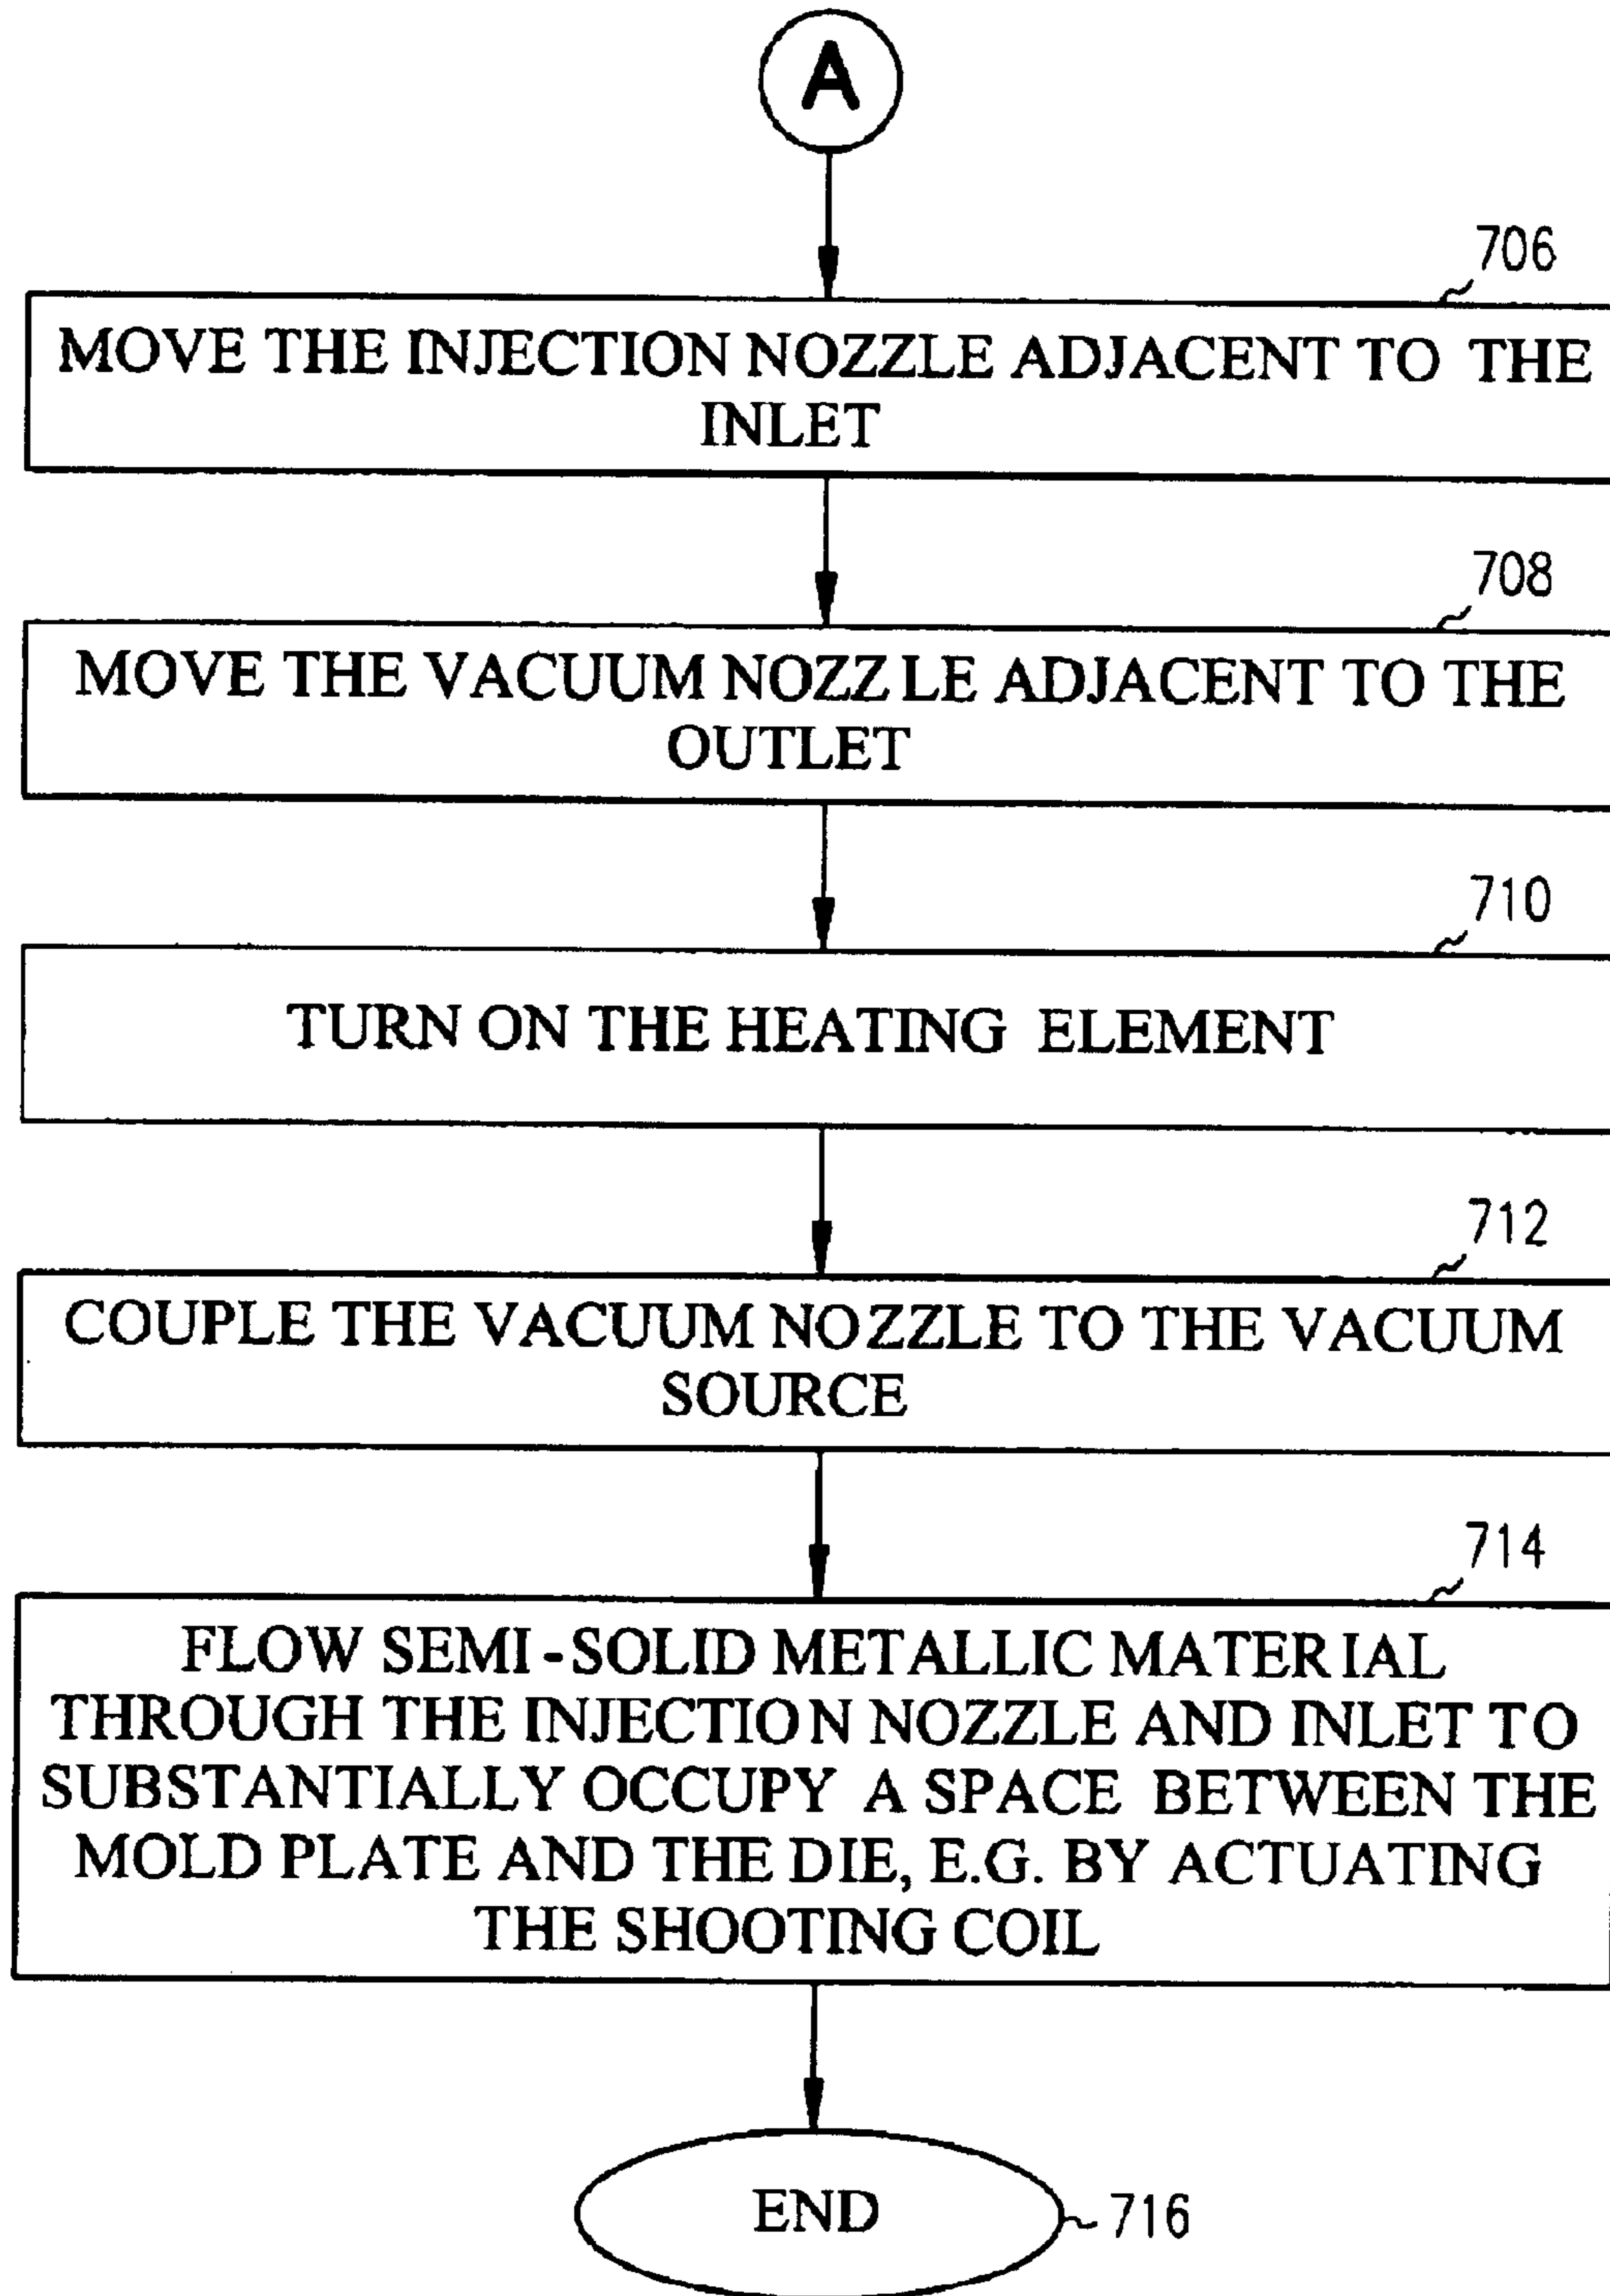 A
706
MOVE THE INJECTION NOZZLE ADJACENT TO THE
INLET
708
MOVE THE VACUUM NOZZLE ADJACENT TO THE
OUTLET
710
TURN ON THE HEATING ELEMENT
712
COUPLE THE VACUUM NOZZLE TO THE VACUUM
SOURCE
714
FLOW SEMI-SOLID METALLIC MATERIAL
THROUGH THE INJECTION NOZZLE AND INLET TO
SUBSTANTIALLY OCCUPY A SPACE BETWEEN THE
MOLD PLATE AND THE DIE, E.G. BY ACTUATING
THE SHOOTING COIL
END
716